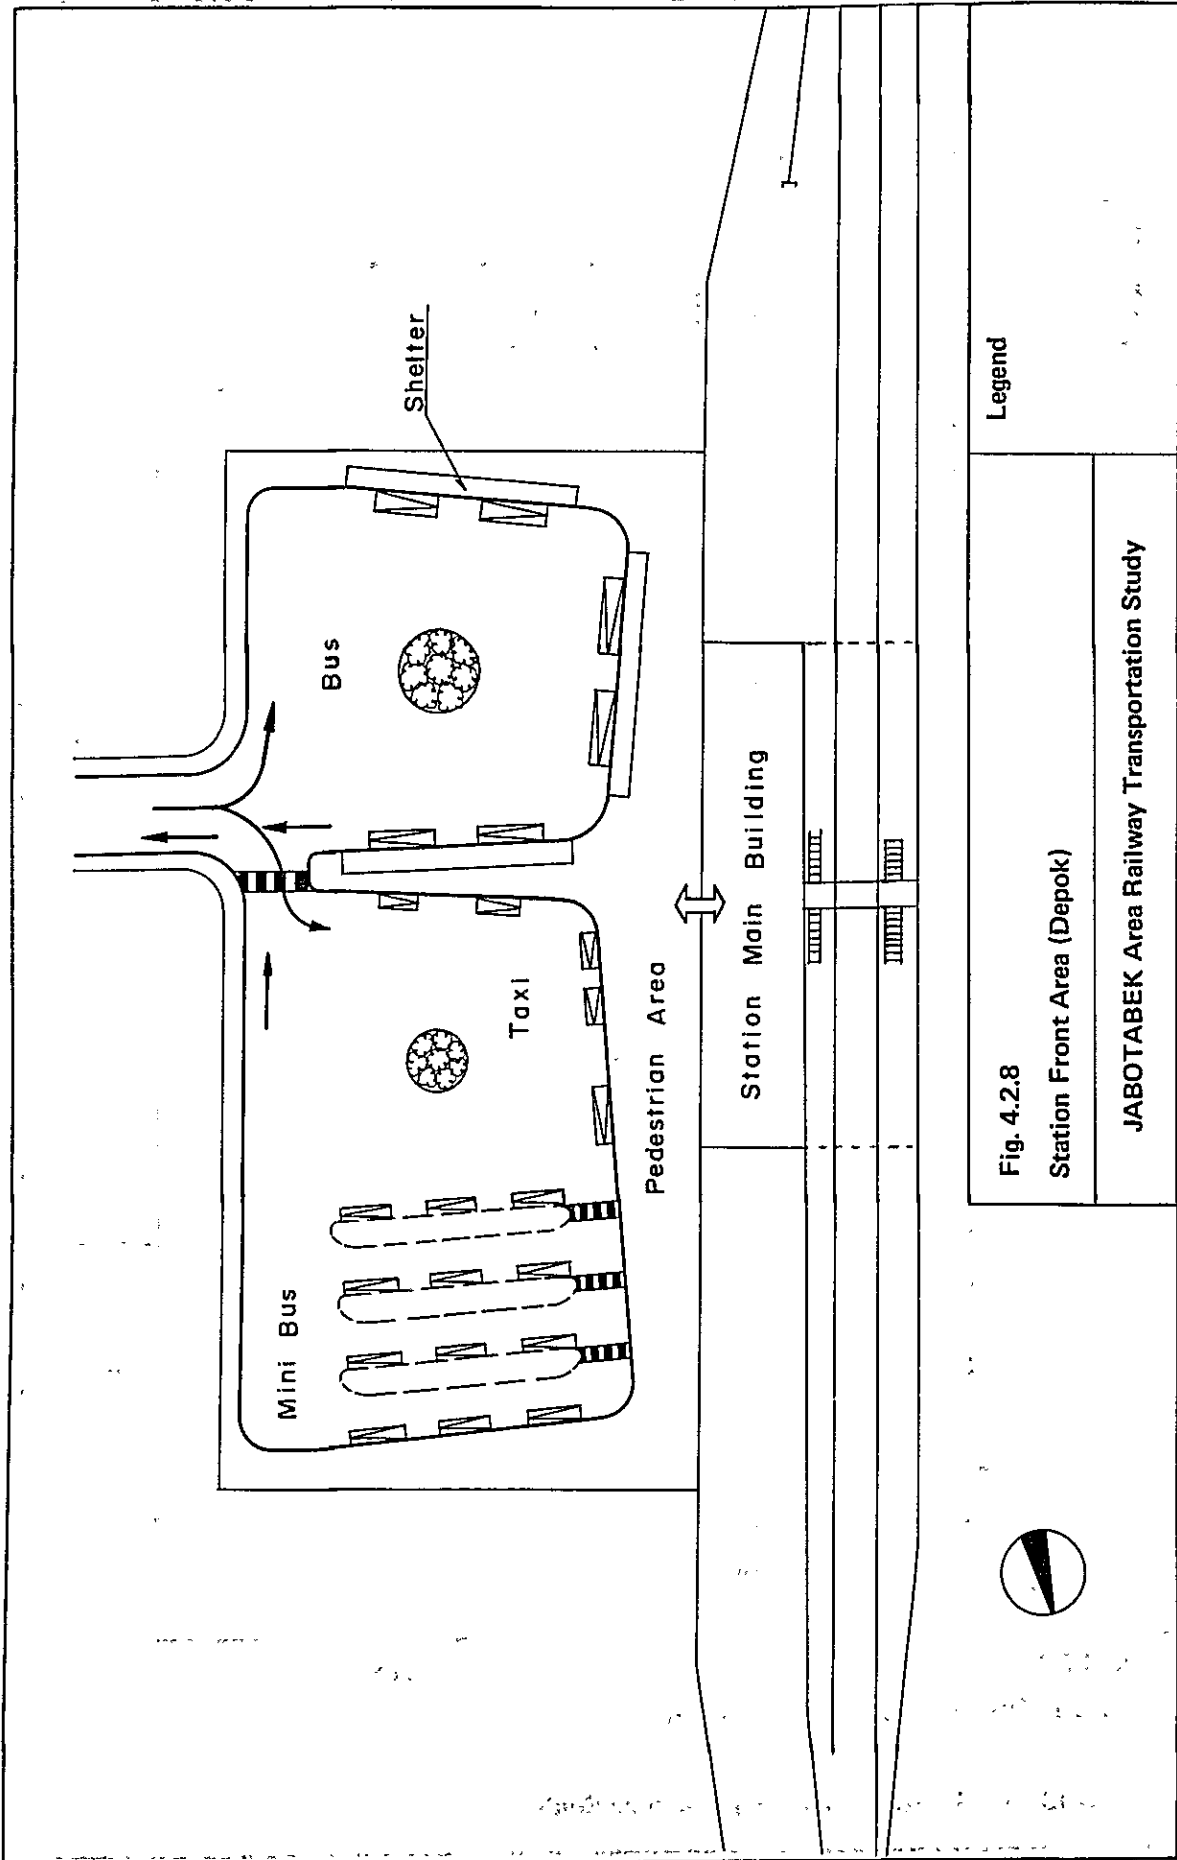 Shelter
Bus
Mini Bus
Taxi
Pedestrian Area
Station Main Building
Legend
Fig. 4.2.8
Station Front Area (Depok)
JABOTABEK Area Railway Transportation Study